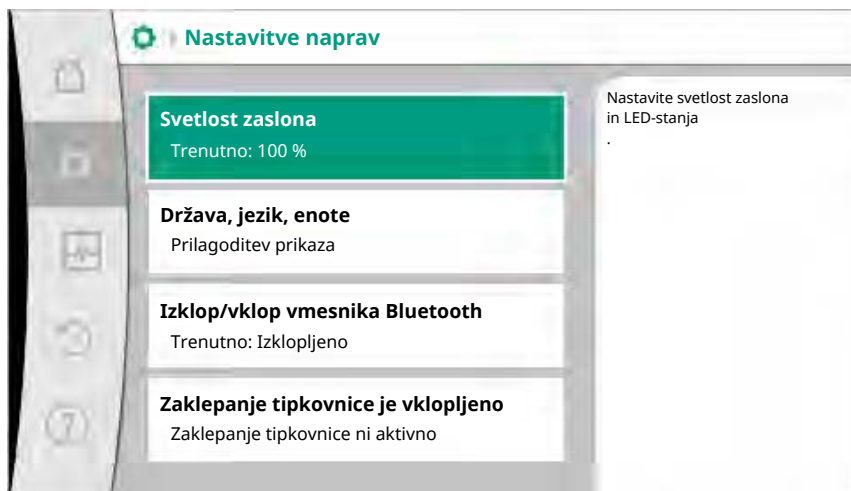 Nastavitve naprav
Svetlost zaslona
Trenutno: 100 %
Država, jezik, enote
Prilagoditev prikaza
Izklop/vklop vmesnika Bluetooth
Trenutno: Izklopljeno
Zaklepanje tipkovnice je vklopljeno
Zaklepanje tipkovnice ni aktivno
Nastavite svetlost zaslona
in LED-stanja
.
?